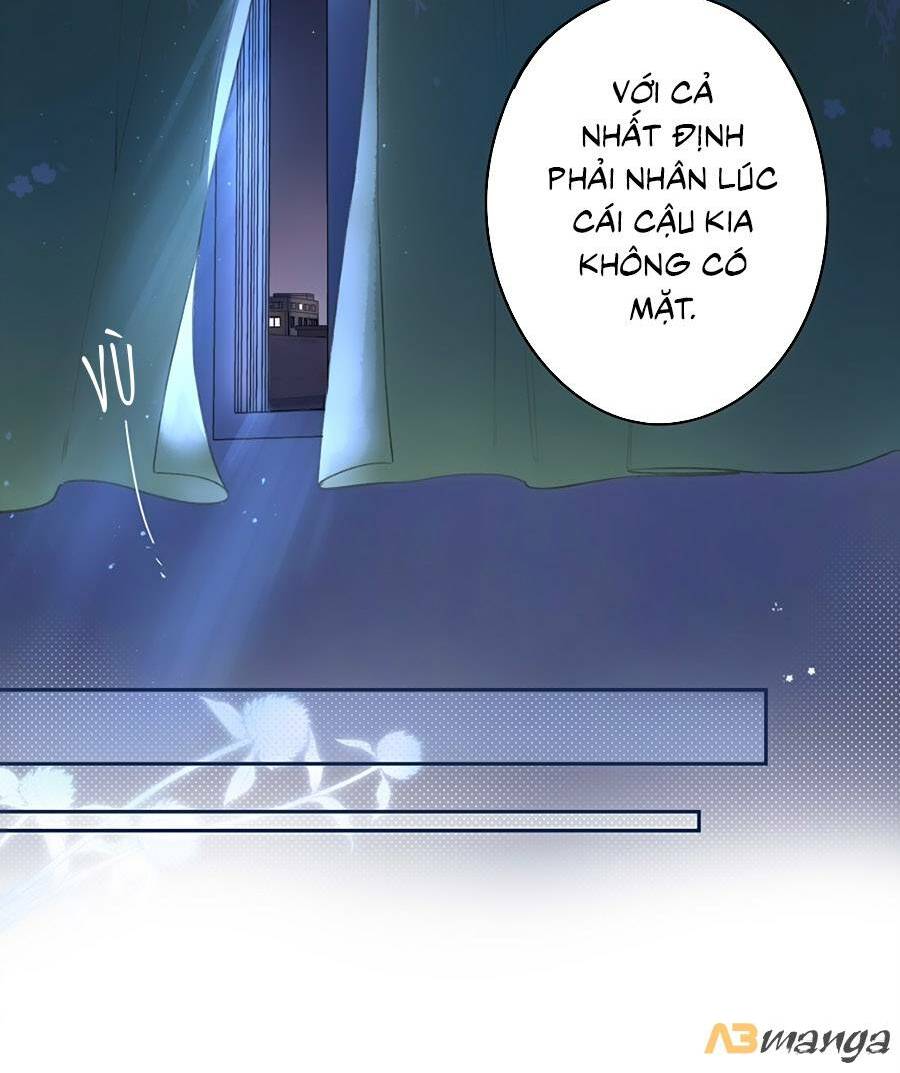 VỚI CẢ
NHẤT ĐỊNH
PHẢI NHÂN LÚC
CÁI CẬU KIA
KHÔNG CÓ
MẶT.
VÙ
A3manga